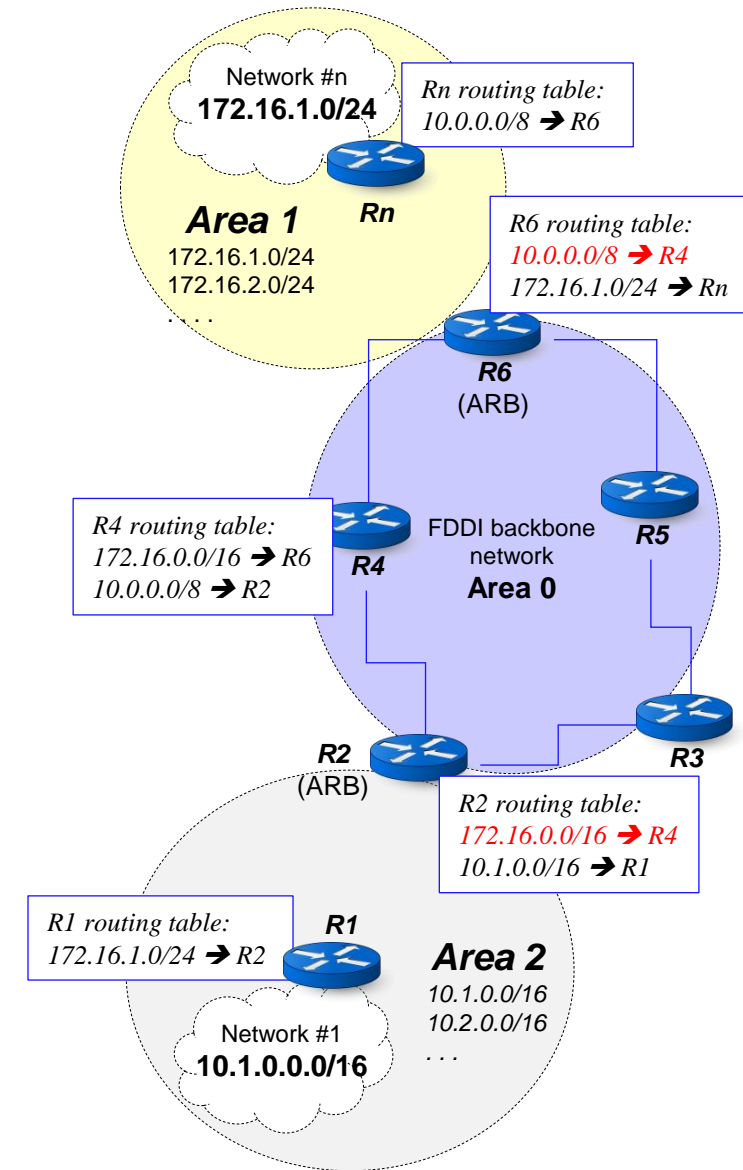 Network #n
172.16.1.0/24
Rn routing table:
10.0.0.0/8 ➔ R6
Rn
Area 1
172.16.1.0/24
172.16.2.0/24
. . . .
R6 routing table:
10.0.0.0/8 ➔ R4
172.16.1.0/24 ➔ Rn
R6
(ARB)
R4 routing table:
172.16.0.0/16 ➔ R6
10.0.0.0/8 ➔ R2
R4
FDDI backbone
network
Area 0
R5
R3
R2
(ARB)
R2 routing table:
172.16.0.0/16 ➔ R4
10.1.0.0/16 ➔ R1
R1 routing table:
172.16.1.0/24 ➔ R2
R1
Area 2
10.1.0.0/16
10.2.0.0/16
. . .
Network #1
10.1.0.0.0/16